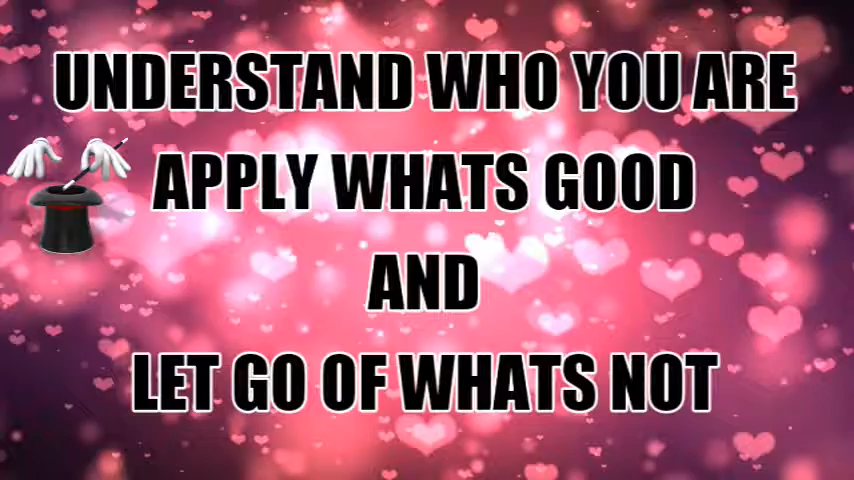 UNDERSTAND WHO YOU ARE
APPLY WHATS GOOD
AND
LET GO OF WHATS NOT